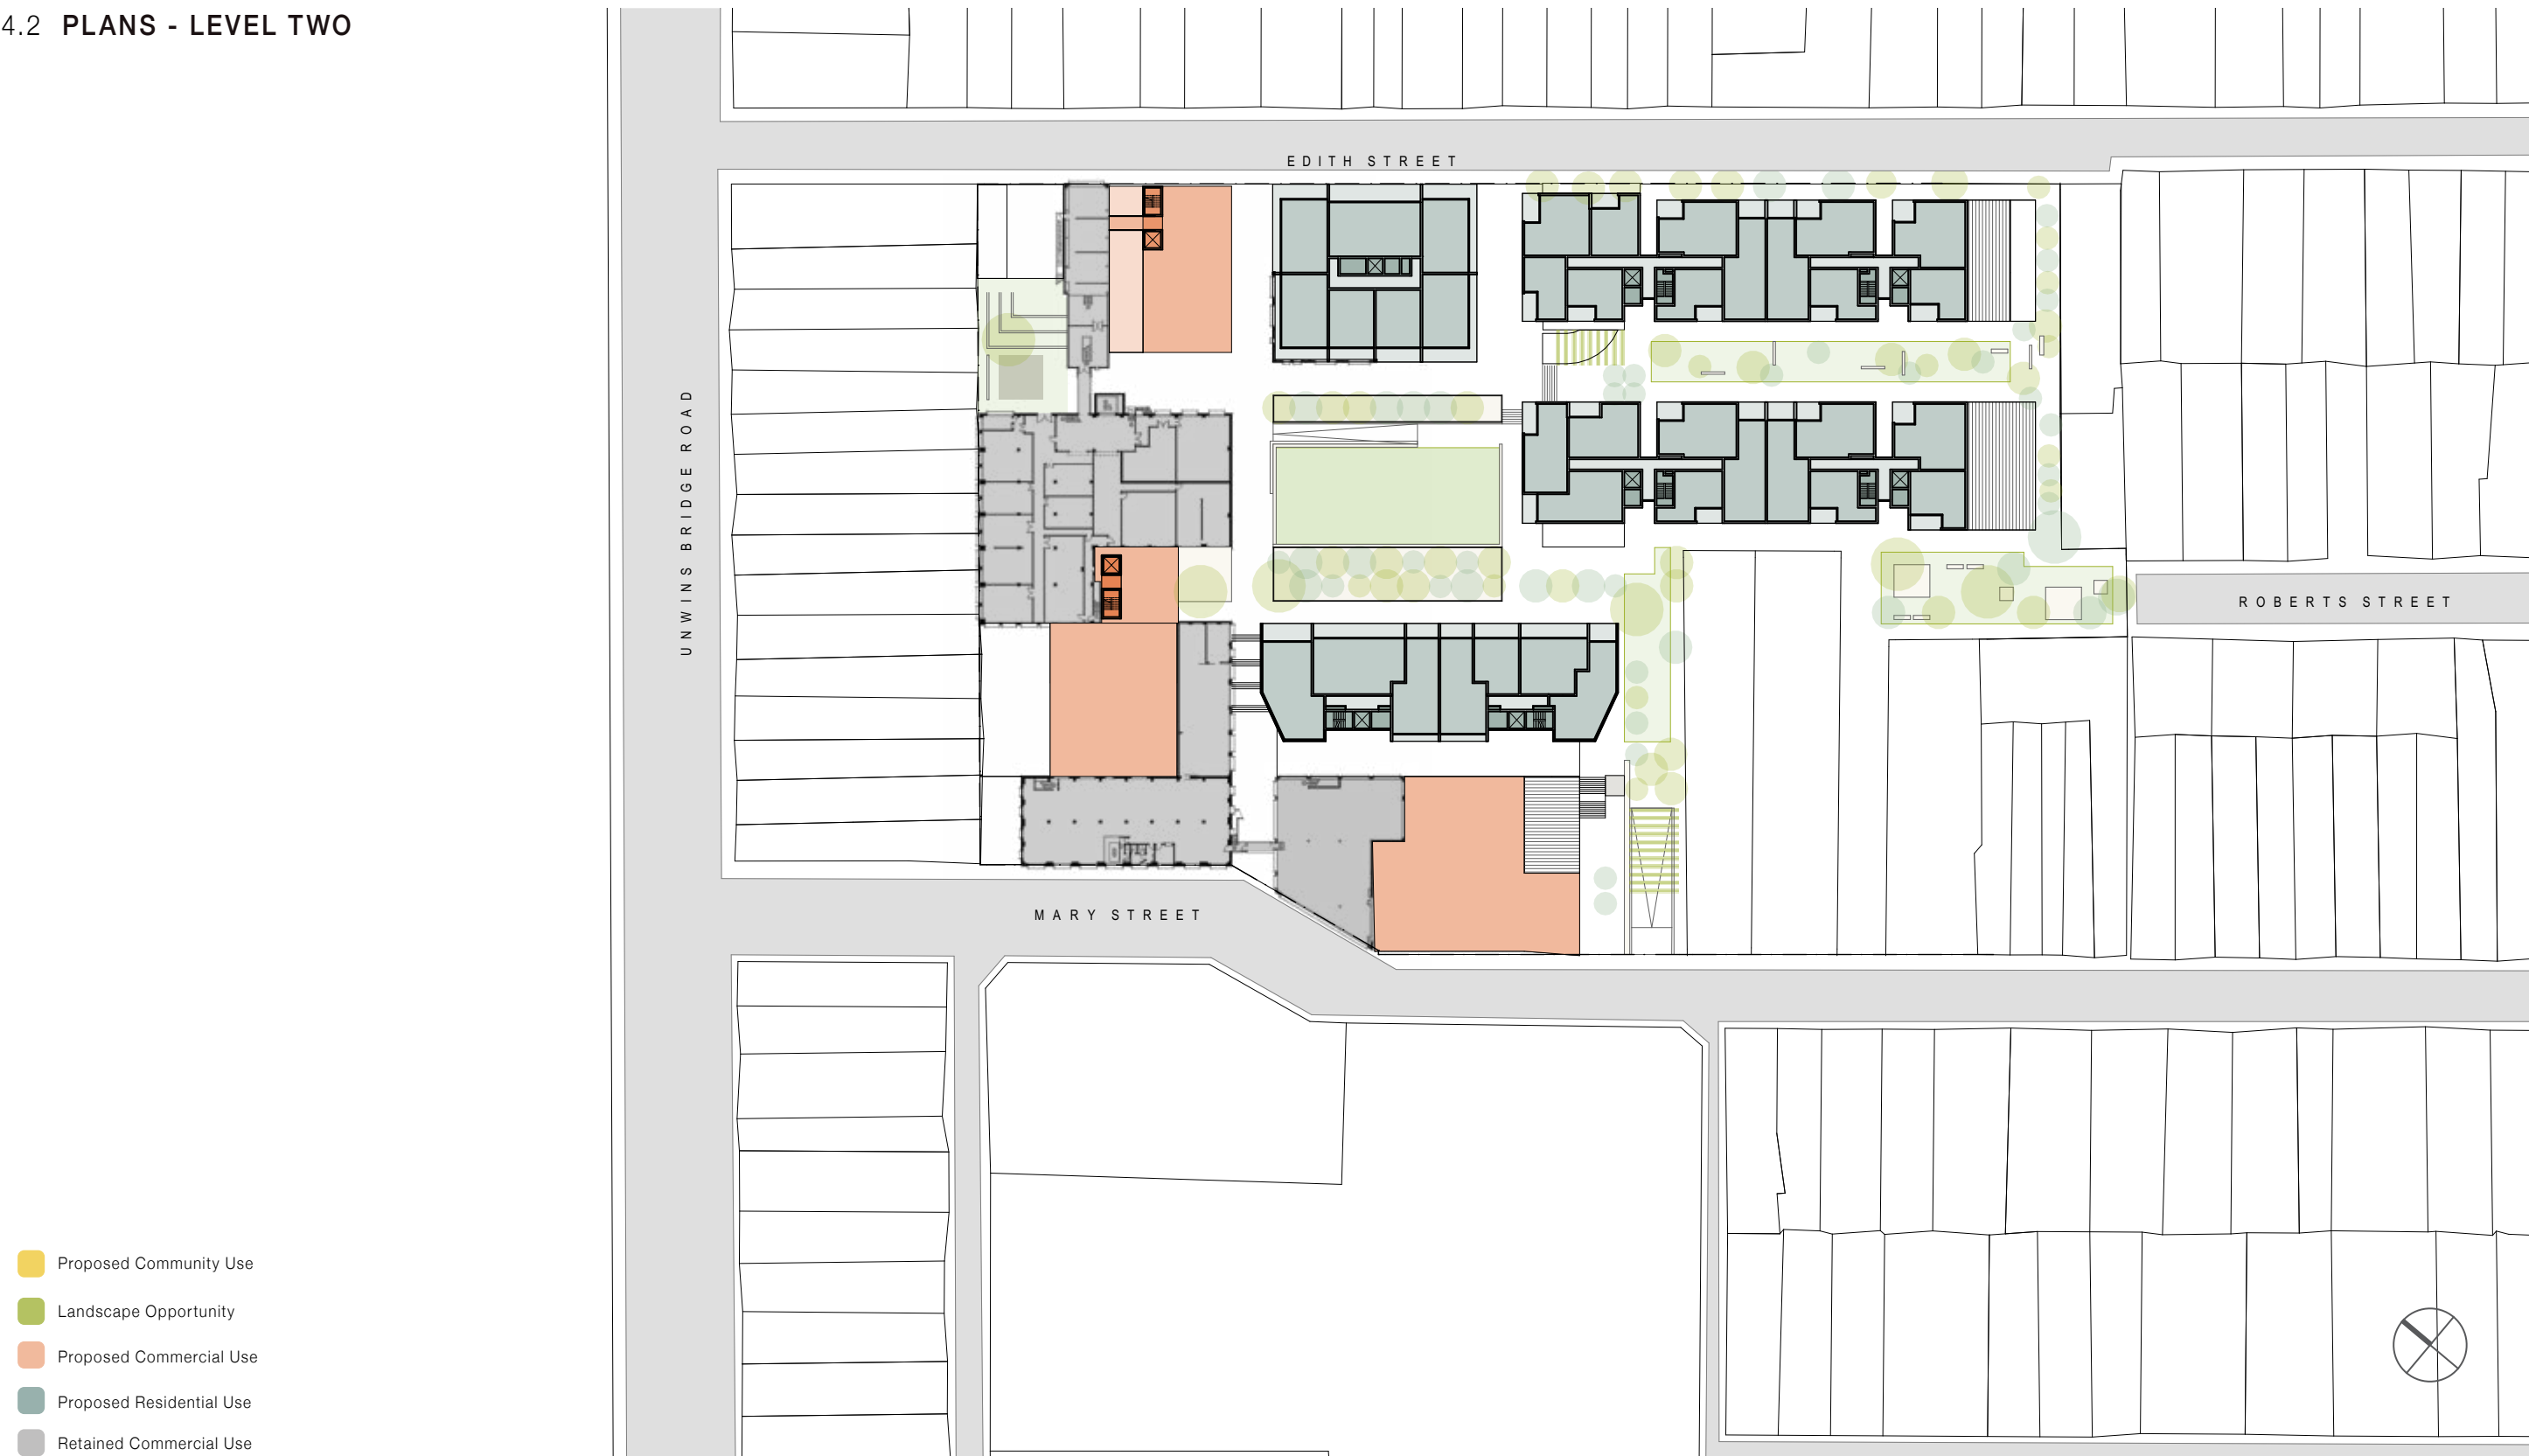 4.2 PLANS - LEVEL TWO
EDITH STREET
UNWINS BRIDGE ROAD
ROBERTS STREET
MARY STREET
Proposed Community Use
Landscape Opportunity
Proposed Commercial Use
Proposed Residential Use
Retained Commercial Use